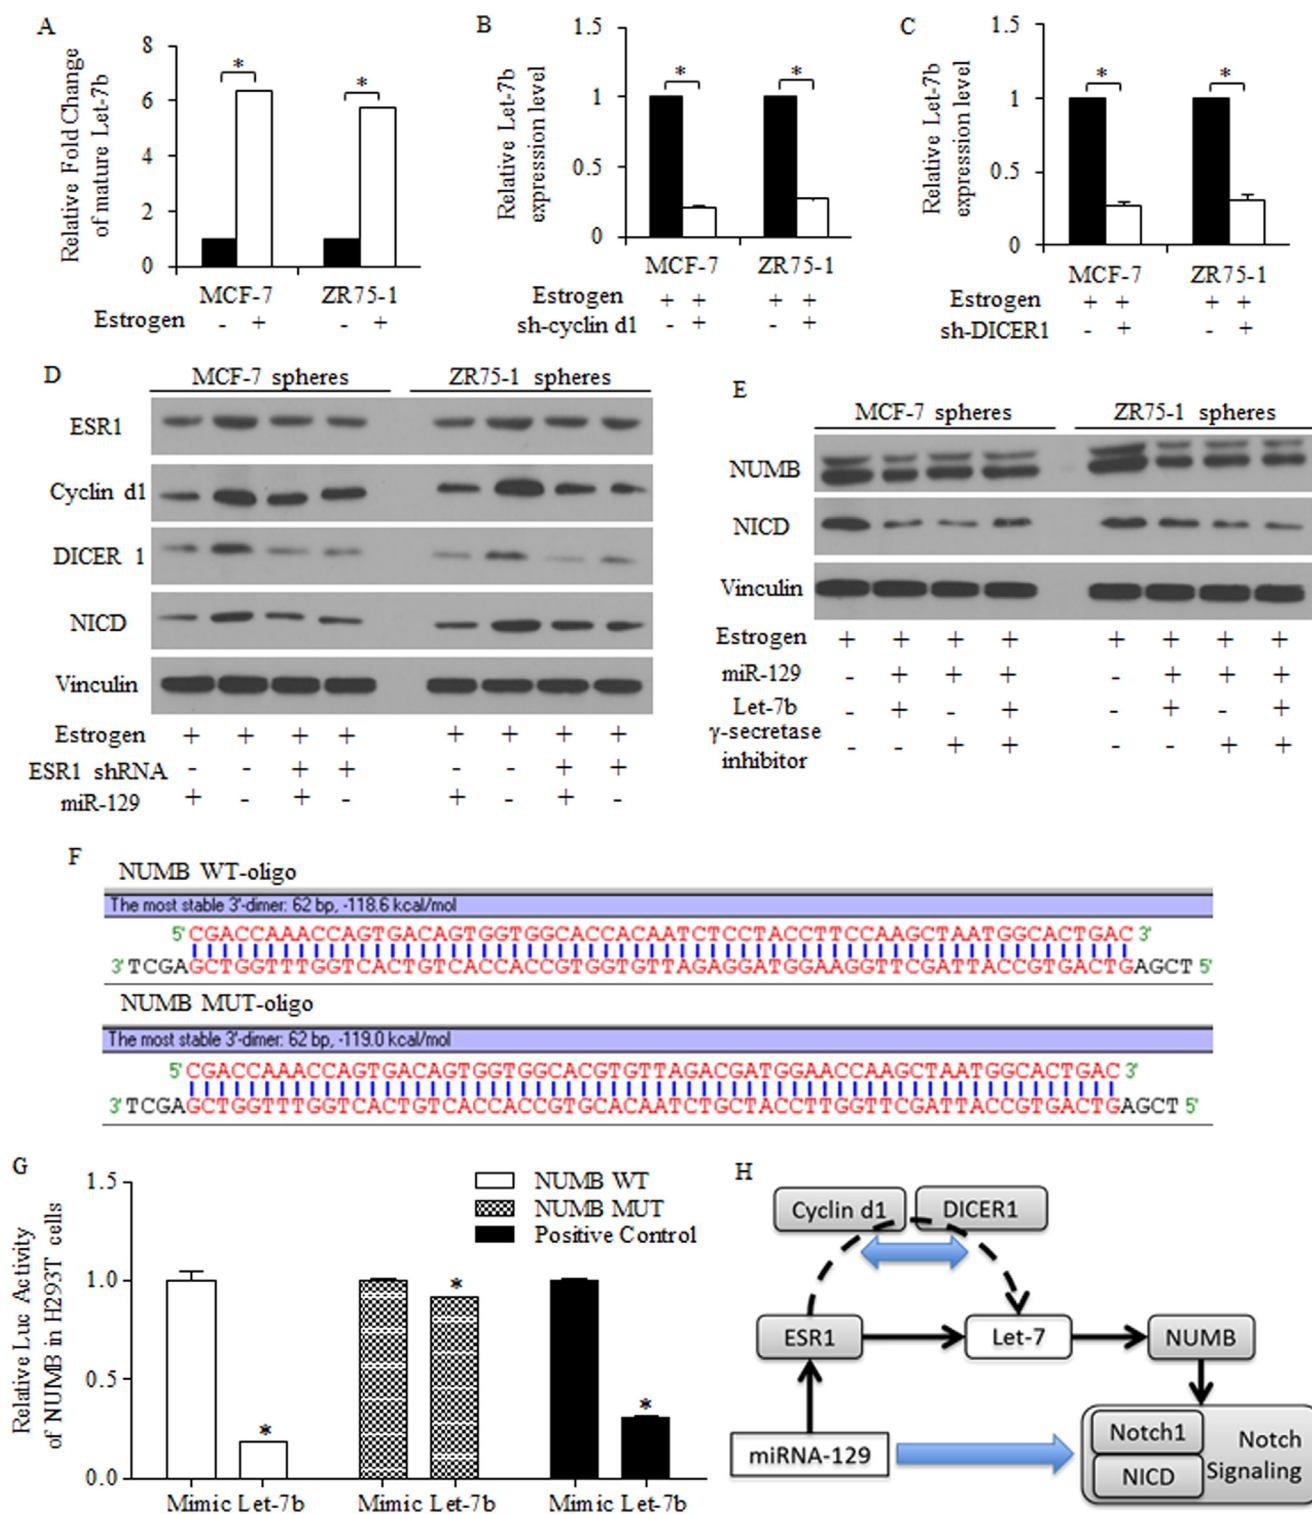 A
Relative Fold Change
of mature Let-7b
8
6
4
2
0
*
*
MCF-7 ZR75-1
Estrogen - + - +
B
Relative Let-7b
expression level
1.5
1
0.5
0
*
*
MCF-7 ZR75-1
Estrogen + + + +
sh-cyclin d1 - + - +
C
Relative Let-7b
expression level
1.5
1
0.5
0
*
*
MCF-7 ZR75-1
Estrogen + + + +
sh-DICER1 - + - +
D
MCF-7 spheres ZR75-1 spheres
ESR1
Cyclin d1
DICER 1
NICD
Vinculin
Estrogen + + + + + + + +
ESR1 shRNA - - + + - - + +
miR-129 + - + - + - + -
E
MCF-7 spheres ZR75-1 spheres
NUMB
NICD
Vinculin
Estrogen + + + + + + + +
miR-129 - + + + - + + +
Let-7b - + - + - + - +
γ-secretase
inhibitor - - + + - - + +
F
NUMB WT-oligo
The most stable 3'-dimer: 62 bp, -118.6 kcal/mol
5' CGACCAAACCAGTGACAGTGGTGGCACCACAATCTCCTACCTTCCAAGCTAATGGCACTGAC 3'
3' TCGAGCTGGTTTGGTCACTGTCACCACCGTGGTGTTAGAGGATGGAAGGTTCGATTACCGTGACTGAGCT 5'
NUMB MUT-oligo
The most stable 3'-dimer: 62 bp, -119.0 kcal/mol
5' CGACCAAACCAGTGACAGTGGTGGCACGTGTTAGACGATGGAACCAAGCTAATGGCACTGAC 3'
3' TCGAGCTGGTTTGGTCACTGTCACCACCGTGCACAATCTGCTACCTTGGTTCGATTACCGTGACTGAGCT 5'
G
Relative Luc Activity
of NUMB in H293T cells
1.5
1.0
0.5
0.0
NUMB WT
NUMB MUT
Positive Control
*
*
*
Mimic Let-7b Mimic Let-7b Mimic Let-7b
H
Cyclin d1 DICER1
ESR1 Let-7 NUMB
miRNA-129
Notch1
NICD
Notch
Signaling